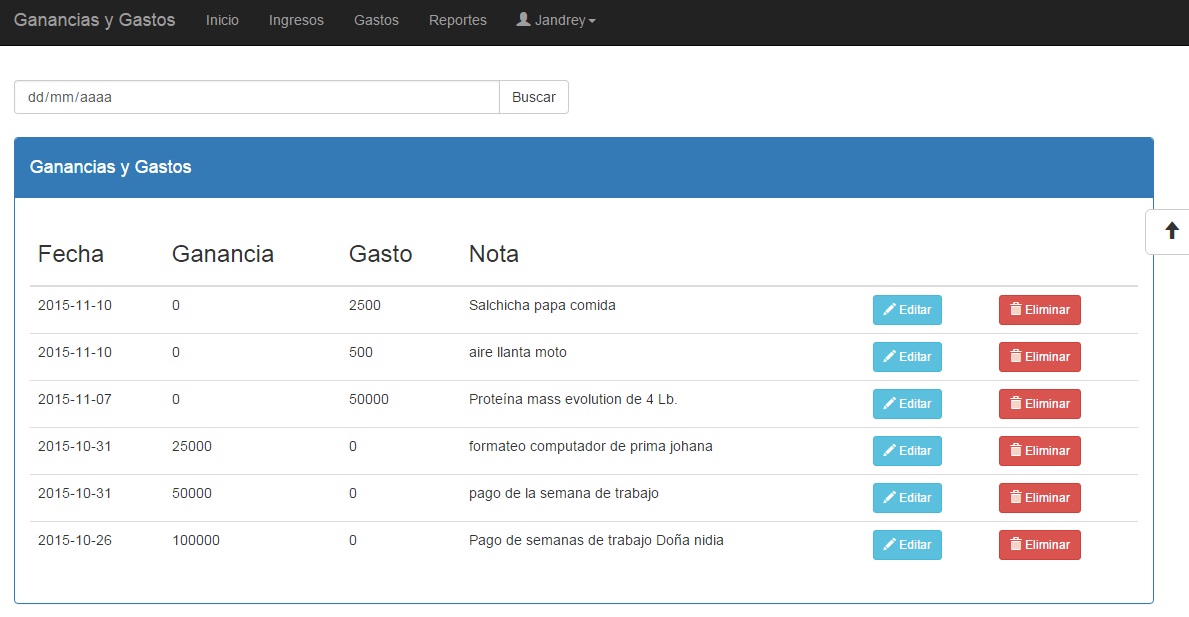 Ganancias y Gastos Inicio Ingresos Gastos Reportes Jandrey
dd/mm/aaaa Buscar
Ganancias y Gastos
Fecha Ganancia Gasto Nota
2015-11-10 0 2500 Salchicha papa comida Editar Eliminar
2015-11-10 0 500 aire llanta moto Editar Eliminar
2015-11-07 0 50000 Proteína mass evolution de 4 Lb. Editar Eliminar
2015-10-31 25000 0 formateo computador de prima johana Editar Eliminar
2015-10-31 50000 0 pago de la semana de trabajo Editar Eliminar
2015-10-26 100000 0 Pago de semanas de trabajo Doña nidia Editar Eliminar